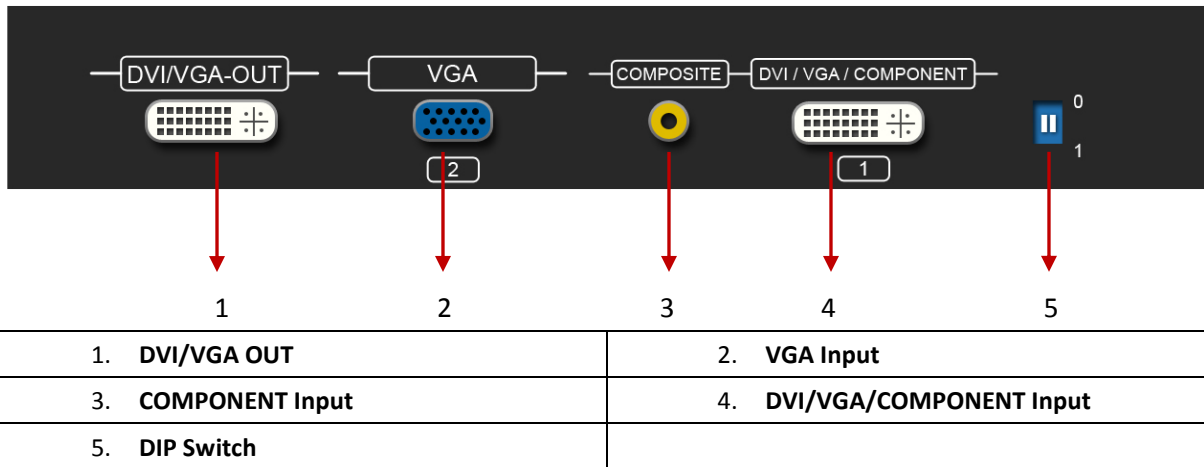 DVI/VGA-OUT VGA COMPOSITE DVI / VGA / COMPONENT
0
1
2 1
1 2 3 4 5
1. DVI/VGA OUT 2. VGA Input
3. COMPONENT Input 4. DVI/VGA/COMPONENT Input
5. DIP Switch